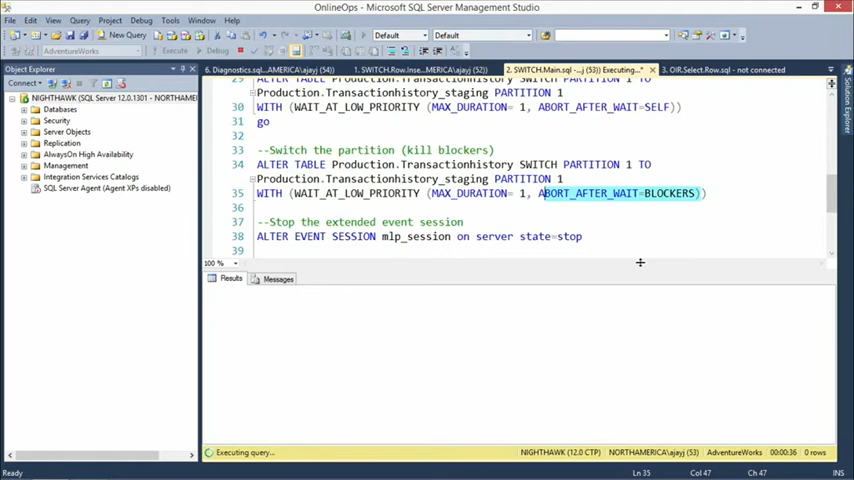 OnlineOps - Microsoft SQL Server Management Studio
File Edit View Query Project Debug Tools Window Help
New Query Default Default
AdventureWorks Execute Debug
Object Explorer
6. Diagnostics.sql...AMERICA\ajayj (53)) 1. SWITCH.Row.Inse...MERICA\ajayj (52)) 2. SWITCH.Main.sql -...j (53)) Executing...* 3. OIR.Select.Row.sql - not connected
Connect
NIGHTHAWK (SQL Server 12.0.1301 - NORTHAMERICA\ajay
Databases
Security
Server Objects
Replication
AlwaysOn High Availability
Management
Integration Services Catalogs
SQL Server Agent (Agent XPs disabled)
29 ALTER TABLE Production.Transactionhistory SWITCH PARTITION 1 TO
Production.Transactionhistory_staging PARTITION 1
30 WITH (WAIT_AT_LOW_PRIORITY (MAX_DURATION= 1, ABORT_AFTER_WAIT=SELF))
31 go
32
33 --Switch the partition (kill blockers)
34 ALTER TABLE Production.Transactionhistory SWITCH PARTITION 1 TO
Production.Transactionhistory_staging PARTITION 1
35 WITH (WAIT_AT_LOW_PRIORITY (MAX_DURATION= 1, ABORT_AFTER_WAIT=BLOCKERS))
36
37 --Stop the extended event session
38 ALTER EVENT SESSION mlp_session on server state=stop
39
100 %
Results Messages
Executing query... NIGHTHAWK (12.0 CTP) NORTHAMERICA\ajayj (53) AdventureWorks 00:00:36 0 rows
Ready Ln 35 Col 47 Ch 47 INS
Solution Explorer